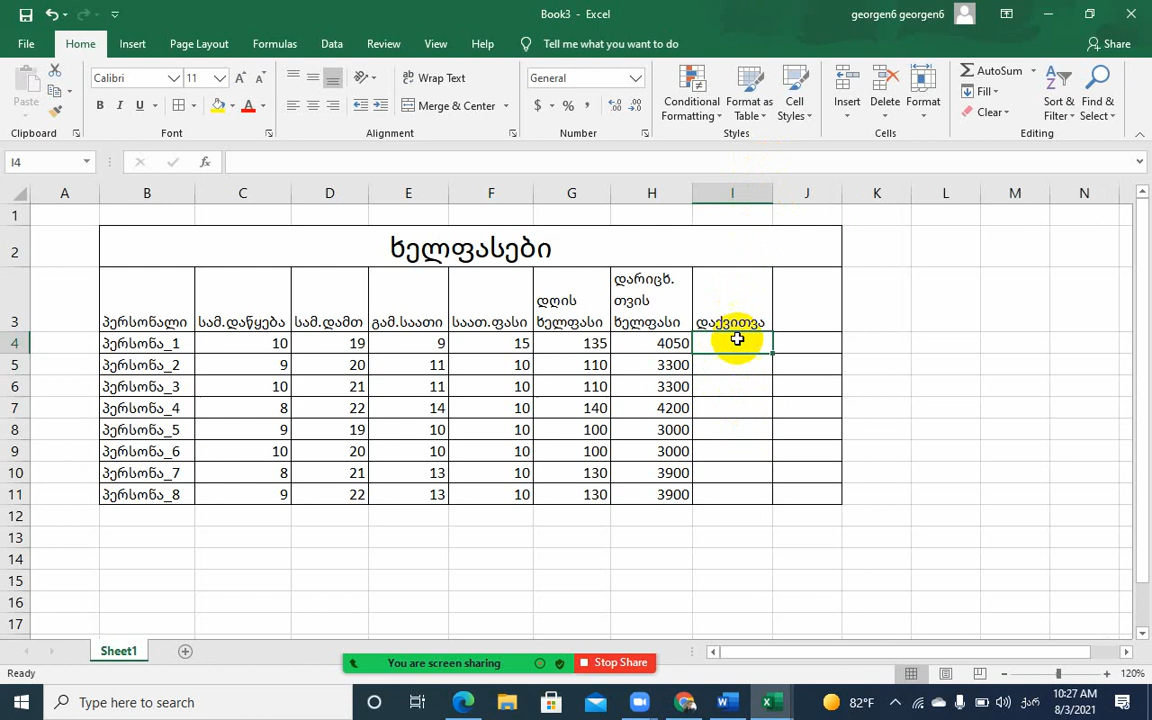 Book3 - Excel
georgen6 georgen6
File Home Insert Page Layout Formulas Data Review View Help Tell me what you want to do Share
Paste
Calibri 11
Wrap Text
General
Conditional Formatting
Format as Table
Cell Styles
Insert Delete Format
AutoSum
Fill
Clear
Sort & Filter
Find & Select
B I U
Merge & Center
$ %
Clipboard Font Alignment Number Styles Cells Editing
I4 fx
A B C D E F G H I J K L M N
1
2 ხელფასები
3 პერსონალი სამ.დაწყება სამ.დამთ გამ.საათი საათ.ფასი დღის ხელფასი დარიცხ. თვის ხელფასი დაქვითვა
4 პერსონა_1 10 19 9 15 135 4050
5 პერსონა_2 9 20 11 10 110 3300
6 პერსონა_3 10 21 11 10 110 3300
7 პერსონა_4 8 22 14 10 140 4200
8 პერსონა_5 9 19 10 10 100 3000
9 პერსონა_6 10 20 10 10 100 3000
10 პერსონა_7 8 21 13 10 130 3900
11 პერსონა_8 9 22 13 10 130 3900
12
13
14
15
16
17
Sheet1
You are screen sharing Stop Share
Ready 120%
Type here to search
82°F
10:27 AM
8/3/2021